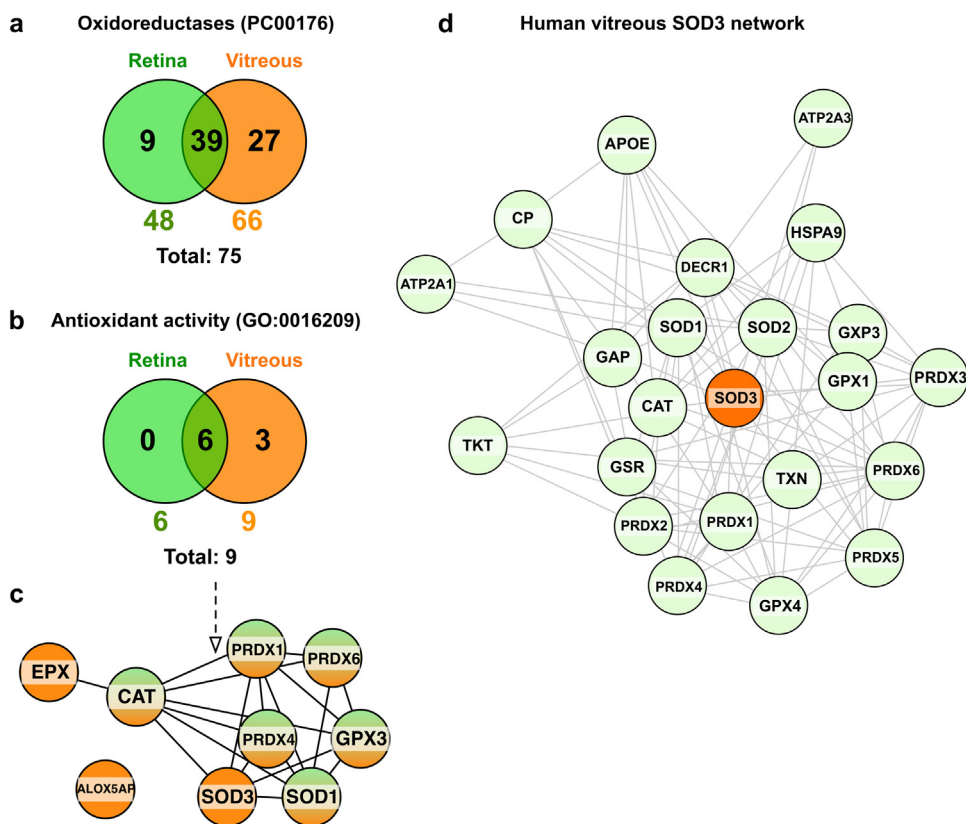 a
Oxidoreductases (PC00176)
Retina
Vitreous
9
39
27
48
66
Total: 75
b
Antioxidant activity (GO:0016209)
Retina
Vitreous
0
6
3
6
9
Total: 9
c
EPX
CAT
PRDX1
PRDX6
PRDX4
GPX3
ALOX5AP
SOD3
SOD1
d
Human vitreous SOD3 network
ATP2A3
APOE
CP
HSPA9
DECR1
ATP2A1
SOD1
SOD2
GXP3
GAP
GPX1
PRDX3
SOD3
CAT
TKT
GSR
TXN
PRDX6
PRDX2
PRDX1
PRDX5
PRDX4
GPX4